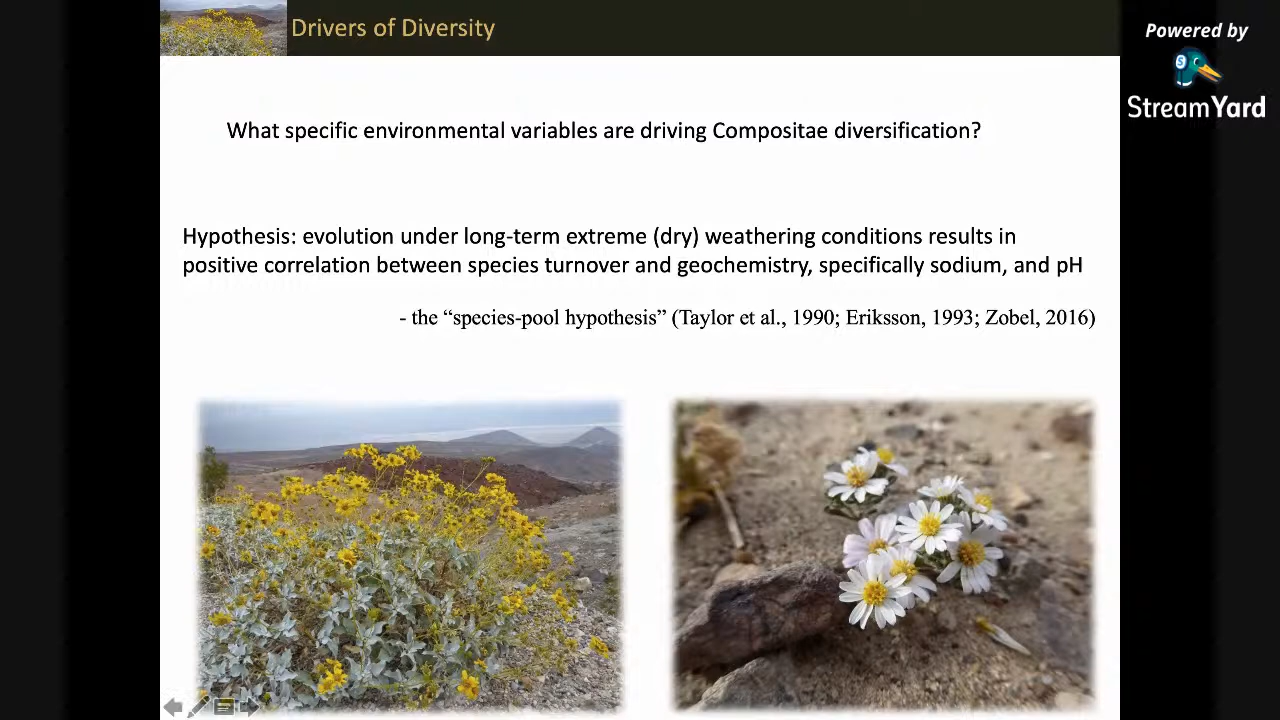 Drivers of Diversity
Powered by
StreamYard
What specific environmental variables are driving Compositae diversification?
Hypothesis: evolution under long-term extreme (dry) weathering conditions results in
positive correlation between species turnover and geochemistry, specifically sodium, and pH
- the “species-pool hypothesis” (Taylor et al., 1990; Eriksson, 1993; Zobel, 2016)